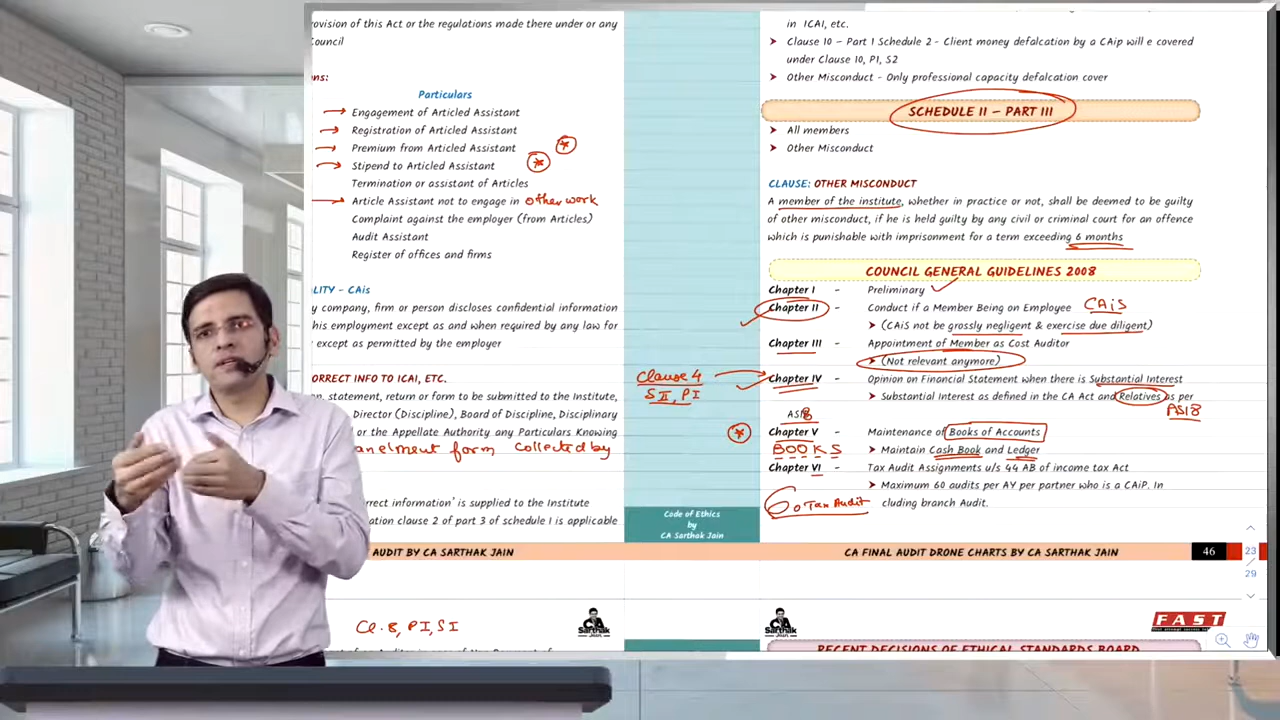 rovision of this Act or the regulations made there under or any
Council
ns:
Particulars
Engagement of Articled Assistant
Registration of Articled Assistant
Premium from Articled Assistant
Stipend to Articled Assistant
Termination or assistant of Articles
Article Assistant not to engage in other work
Complaint against the employer (from Articles)
Audit Assistant
Register of offices and firms
LITY - CAis
y company, firm or person discloses confidential information
his employment except as and when required by any law for
except as permitted by the employer
ORRECT INFO TO ICAI, ETC.
n, statement, return or form to be submitted to the Institute,
Director (Discipline), Board of Discipline, Disciplinary
or the Appellate Authority any Particulars Knowing
anelment form collected by
rrect information' is supplied to the Institute
ation clause 2 of part 3 of schedule I is applicable
AUDIT BY CA SARTHAK JAIN
Cl. 8, PI, SI
Sarthak
Jain
Clause 4
SII, PI
Code of Ethics
by
CA Sarthak Jain
in ICAI, etc.
➤ Clause 10 – Part 1 Schedule 2 - Client money defalcation by a CAip will e covered
under Clause 10, P1, S2
➤ Other Misconduct - Only professional capacity defalcation cover
SCHEDULE II – PART III
➤ All members
➤ Other Misconduct
CLAUSE: OTHER MISCONDUCT
A member of the institute, whether in practice or not, shall be deemed to be guilty
of other misconduct, if he is held guilty by any civil or criminal court for an offence
which is punishable with imprisonment for a term exceeding 6 months
COUNCIL GENERAL GUIDELINES 2008
Chapter I - Preliminary
Chapter II - Conduct if a Member Being on Employee CAiS
➤ (CAiS not be grossly negligent & exercise due diligent)
Chapter III - Appointment of Member as Cost Auditor
➤ (Not relevant anymore)
Chapter IV - Opinion on Financial Statement when there is Substantial Interest
➤ Substantial Interest as defined in the CA Act and Relatives as per
AS18 AS18
Chapter V - Maintenance of Books of Accounts
BOOKS ➤ Maintain Cash Book and Ledger
Chapter VI - Tax Audit Assignments u/s 44 AB of income tax Act
➤ Maximum 60 audits per AY per partner who is a CAiP. In
60 Tax Audit cluding branch Audit.
CA FINAL AUDIT DRONE CHARTS BY CA SARTHAK JAIN 46
23
29
Sarthak
Jain
FAST
RECENT DECISIONS OF ETHICAL STANDARDS BOARD